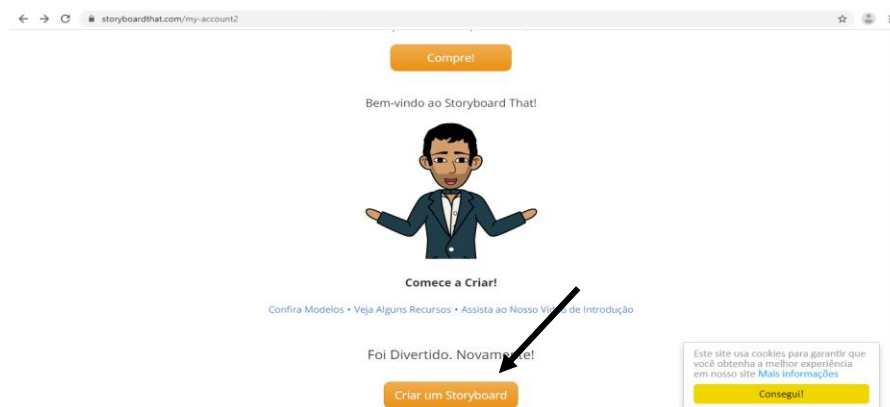 storyboardthat.com/my-account2
Compre!
Bem-vindo ao Storyboard That!
Comece a Criar!
Confira Modelos • Veja Alguns Recursos • Assista ao Nosso Vídeo de Introdução
Foi Divertido. Novamente!
Criar um Storyboard
Este site usa cookies para garantir que
você obtenha a melhor experiência
em nosso site Mais informações
Consegui!